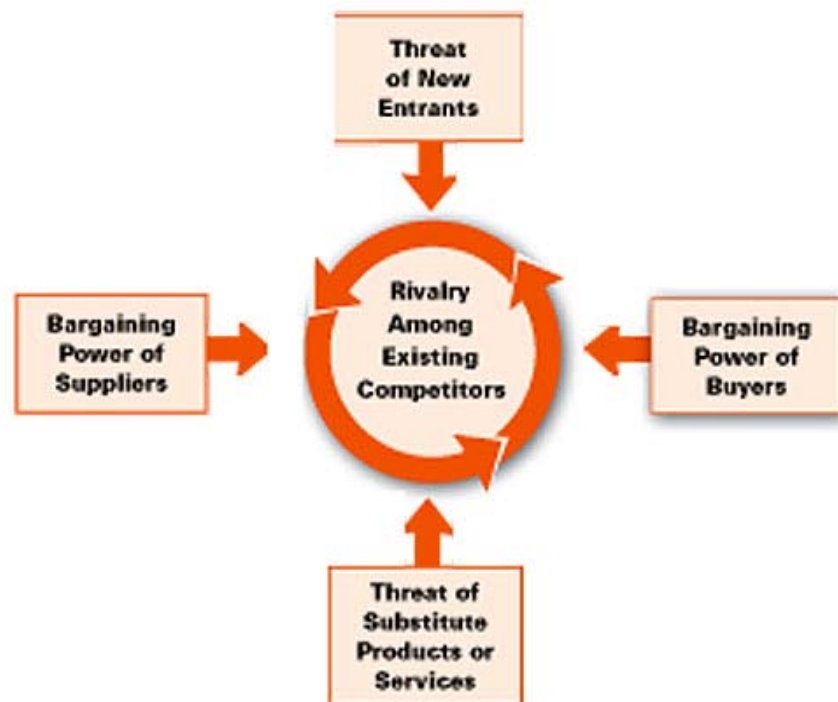 Threat
of New
Entrants
Bargaining
Power of
Suppliers
Rivalry
Among
Existing
Competitors
Bargaining
Power of
Buyers
Threat of
Substitute
Products or
Services